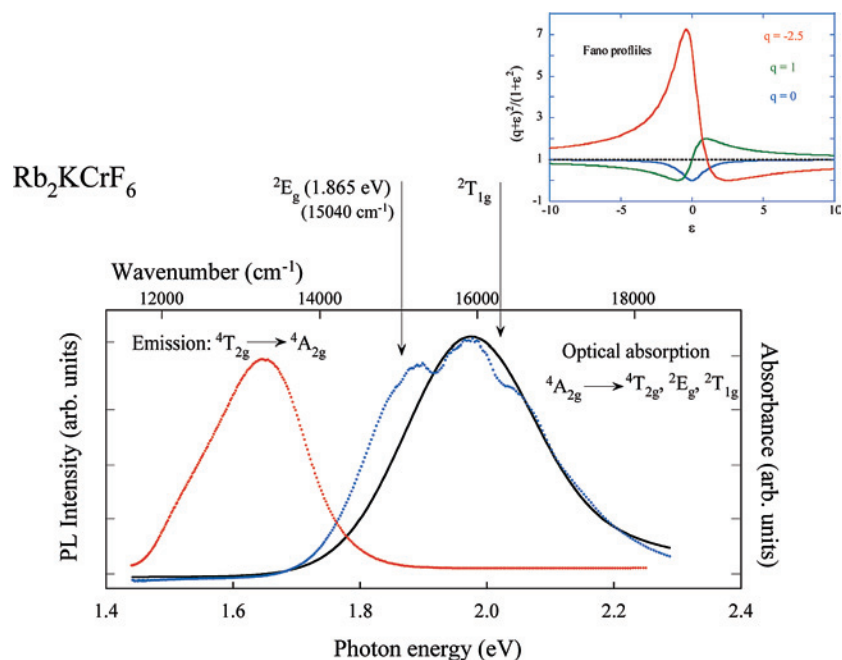 7
5
3
1
-1
(q+ε)²/(1+ε²)
Fano profliles
q = -2.5
q = 1
q = 0
-10 -5 0 5 10
ε
Rb₂KCrF₆
²E_g (1.865 eV)
(15040 cm⁻¹)
²T₁g
Wavenumber (cm⁻¹)
12000 14000 16000 18000
Emission: ⁴T₂g → ⁴A₂g
Optical absorption
⁴A₂g → ⁴T₂g, ²E_g, ²T₁g
PL Intensity (arb. units)
Absorbance (arb. units)
1.4 1.6 1.8 2.0 2.2 2.4
Photon energy (eV)